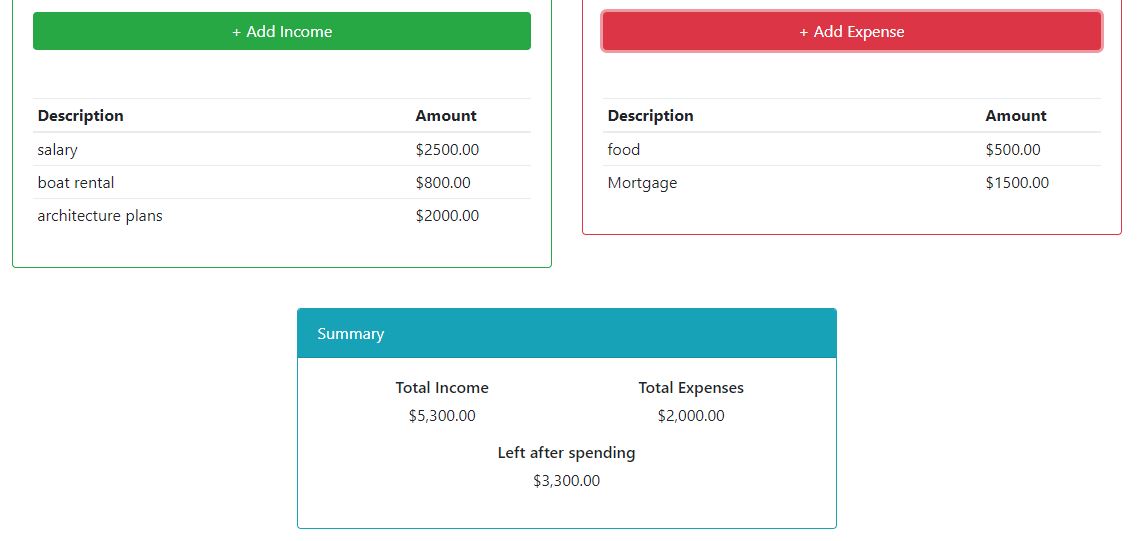 + Add Income
Description Amount
salary $2500.00
boat rental $800.00
architecture plans $2000.00
+ Add Expense
Description Amount
food $500.00
Mortgage $1500.00
Summary
Total Income Total Expenses
$5,300.00 $2,000.00
Left after spending
$3,300.00